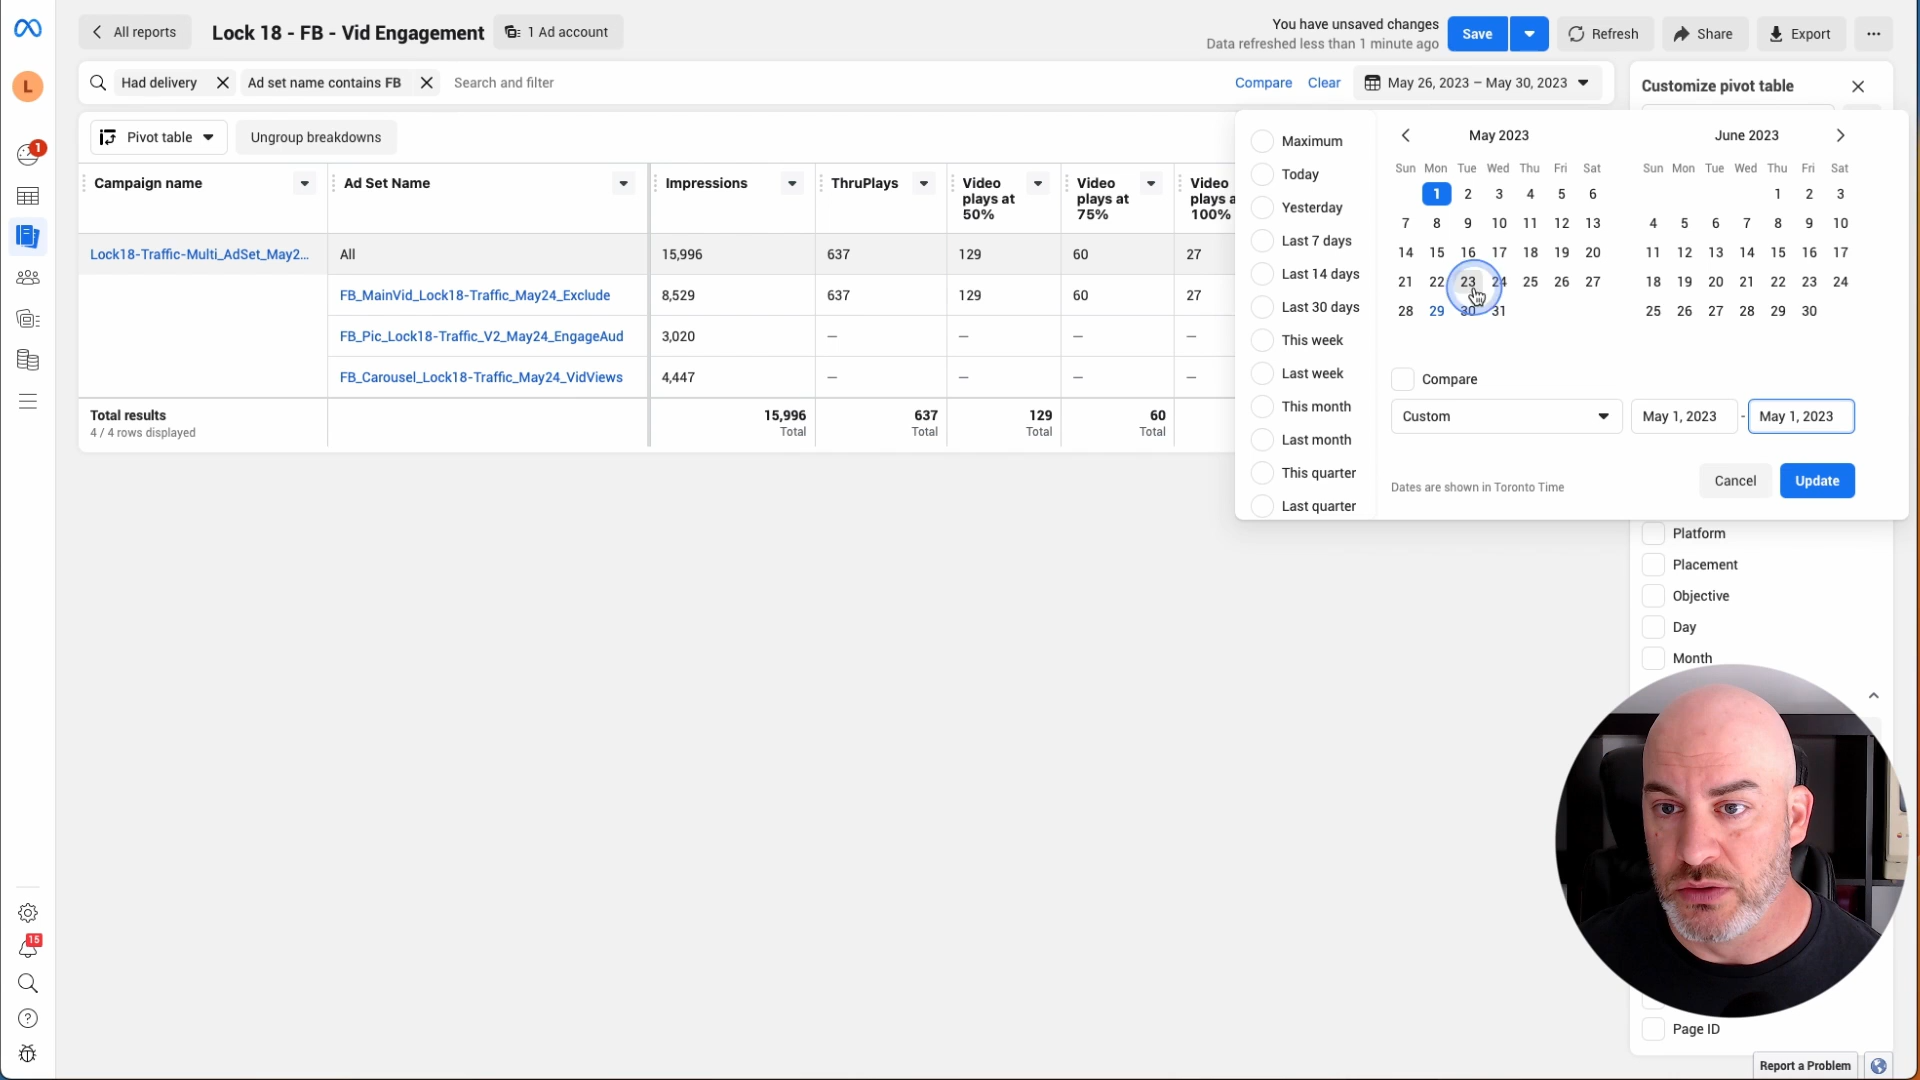 All reports
Lock 18 - FB - Vid Engagement
1 Ad account
You have unsaved changes
Data refreshed less than 1 minute ago
Save
Refresh
Share
Export
L
Had delivery
Ad set name contains FB
Search and filter
Compare
Clear
May 26, 2023 – May 30, 2023
Customize pivot table
1
Pivot table
Ungroup breakdowns
Campaign name
Ad Set Name
Impressions
ThruPlays
Video plays at 50%
Video plays at 75%
Video plays a 100%
Lock18-Traffic-Multi_AdSet_May2...
All
15,996
637
129
60
27
FB_MainVid_Lock18-Traffic_May24_Exclude
8,529
637
129
60
27
FB_Pic_Lock18-Traffic_V2_May24_EngageAud
3,020
—
—
—
—
FB_Carousel_Lock18-Traffic_May24_VidViews
4,447
—
—
—
—
Total results
4 / 4 rows displayed
15,996
Total
637
Total
129
Total
60
Total
Maximum
Today
Yesterday
Last 7 days
Last 14 days
Last 30 days
This week
Last week
This month
Last month
This quarter
Last quarter
May 2023
Sun Mon Tue Wed Thu Fri Sat
1 2 3 4 5 6
7 8 9 10 11 12 13
14 15 16 17 18 19 20
21 22 23 24 25 26 27
28 29 30 31
June 2023
Sun Mon Tue Wed Thu Fri Sat
1 2 3
4 5 6 7 8 9 10
11 12 13 14 15 16 17
18 19 20 21 22 23 24
25 26 27 28 29 30
Compare
Custom
May 1, 2023 - May 1, 2023
Dates are shown in Toronto Time
Cancel
Update
Platform
Placement
Objective
Day
Month
Page ID
15
Report a Problem